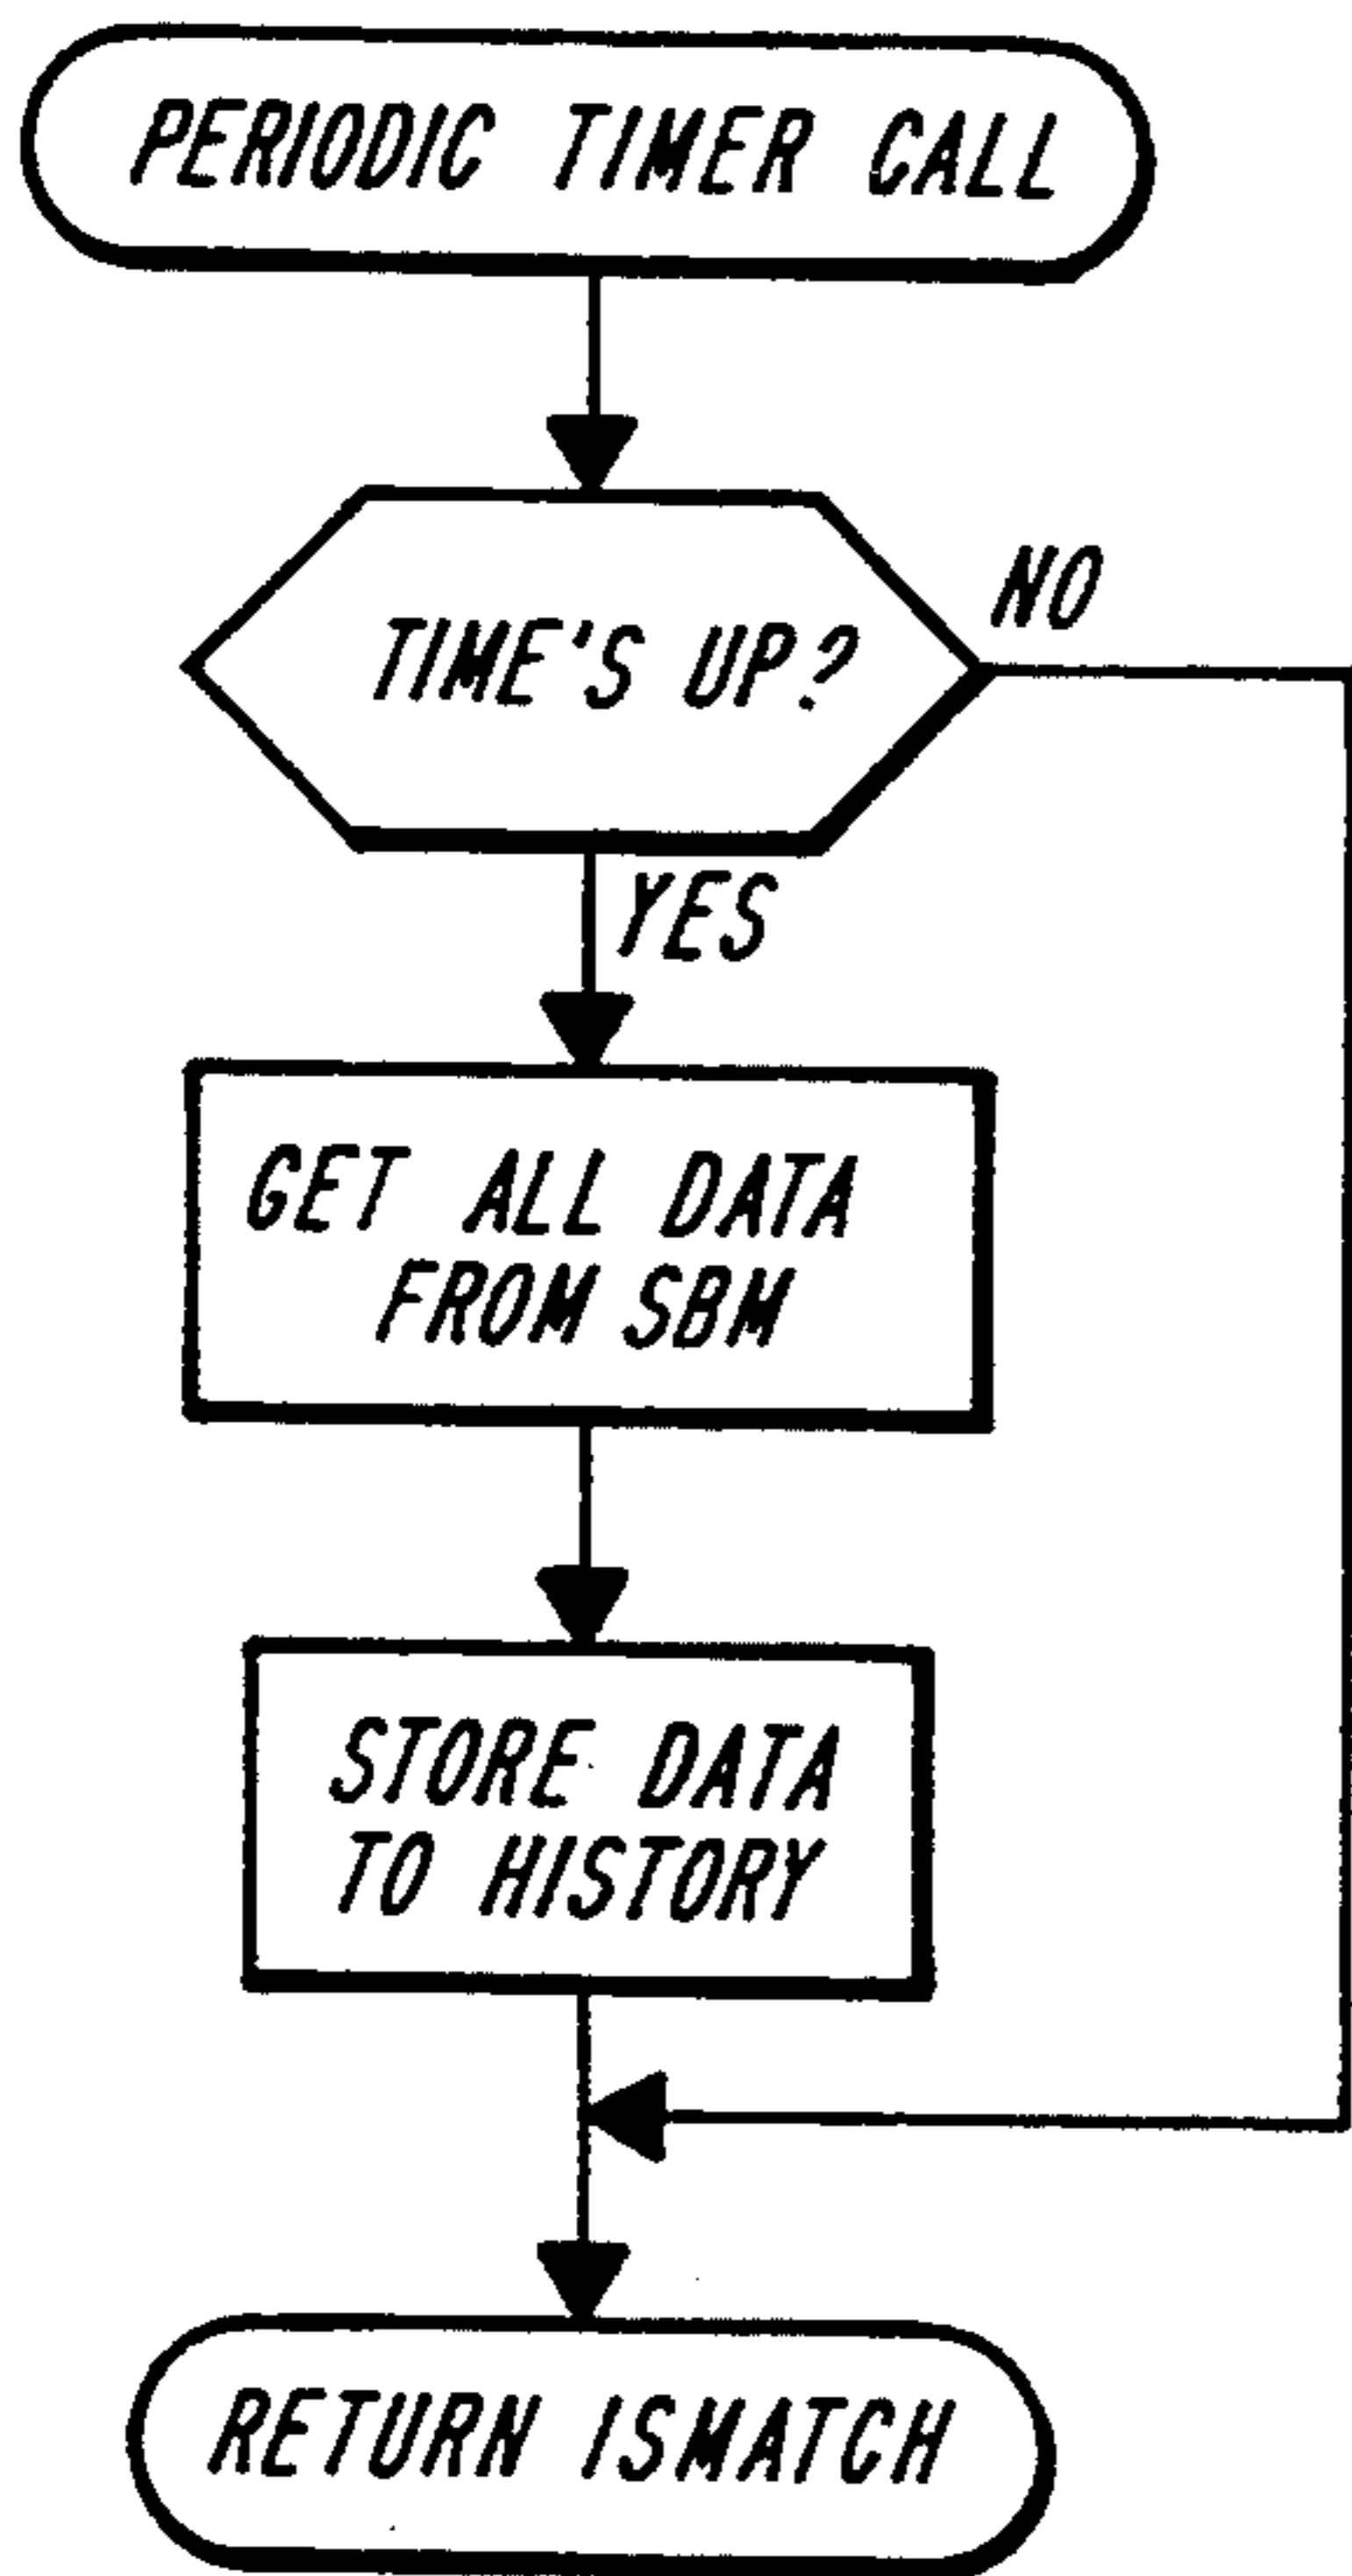 PERIODIC TIMER CALL
TIME'S UP?
NO
YES
GET ALL DATA
FROM SBM
STORE DATA
TO HISTORY
RETURN ISMATCH